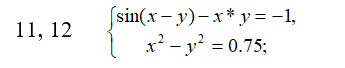 11, 12 sin(x – y) – x* y = –1,
x² – y² = 0.75;